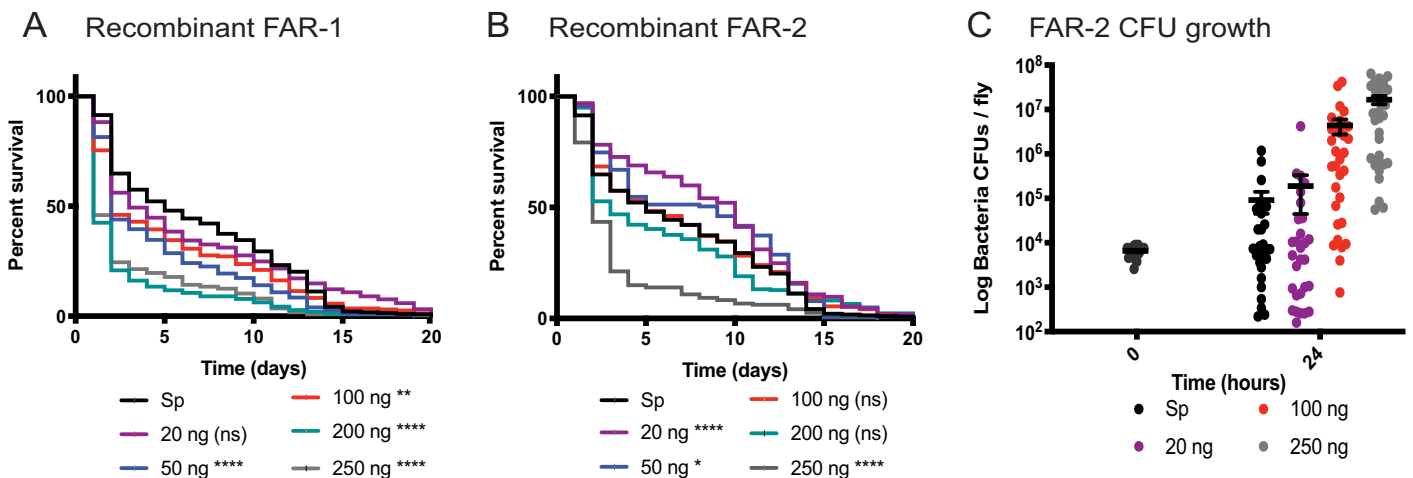 A Recombinant FAR-1
Percent survival
100
50
0
0 5 10 15 20
Time (days)
Sp
20 ng (ns)
50 ng ****
100 ng **
200 ng ****
250 ng ****
B Recombinant FAR-2
Percent survival
100
50
0
0 5 10 15 20
Time (days)
Sp
20 ng ****
50 ng *
100 ng (ns)
200 ng (ns)
250 ng ****
C FAR-2 CFU growth
Log Bacteria CFUs / fly
10⁸
10⁷
10⁶
10⁵
10⁴
10³
10²
0 24
Time (hours)
Sp
20 ng
100 ng
250 ng